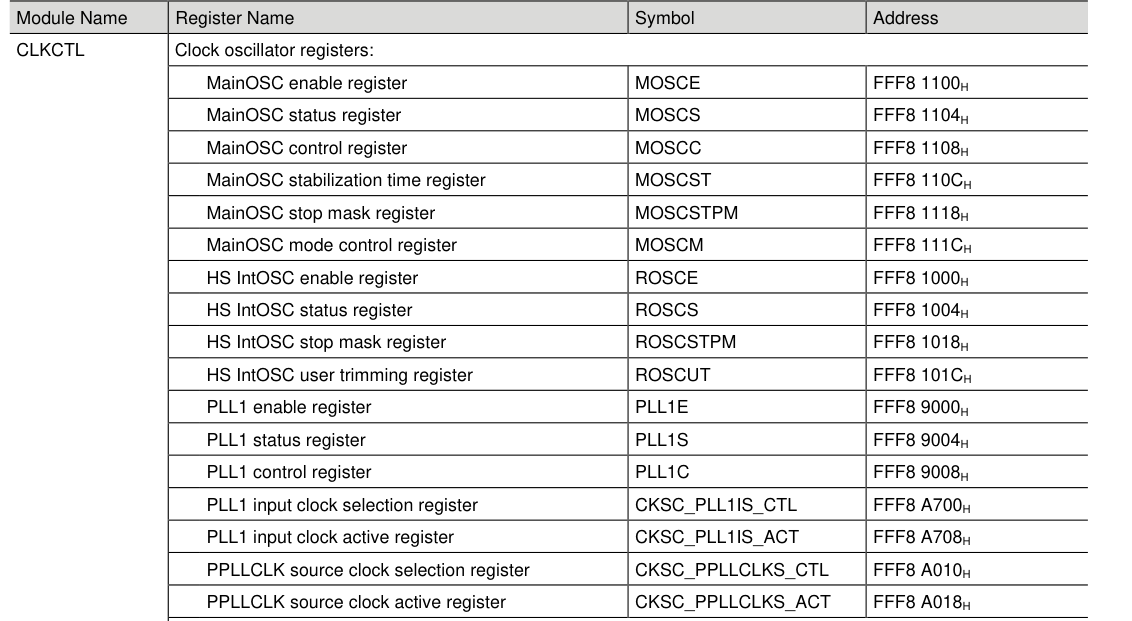 Module Name Register Name Symbol Address
CLKCTL Clock oscillator registers:
MainOSC enable register MOSCE FFF8 1100H
MainOSC status register MOSCS FFF8 1104H
MainOSC control register MOSCC FFF8 1108H
MainOSC stabilization time register MOSCST FFF8 110CH
MainOSC stop mask register MOSCSTPM FFF8 1118H
MainOSC mode control register MOSCM FFF8 111CH
HS IntOSC enable register ROSCE FFF8 1000H
HS IntOSC status register ROSCS FFF8 1004H
HS IntOSC stop mask register ROSCSTPM FFF8 1018H
HS IntOSC user trimming register ROSCUT FFF8 101CH
PLL1 enable register PLL1E FFF8 9000H
PLL1 status register PLL1S FFF8 9004H
PLL1 control register PLL1C FFF8 9008H
PLL1 input clock selection register CKSC_PLL1IS_CTL FFF8 A700H
PLL1 input clock active register CKSC_PLL1IS_ACT FFF8 A708H
PPLLCLK source clock selection register CKSC_PPLLCLKS_CTL FFF8 A010H
PPLLCLK source clock active register CKSC_PPLLCLKS_ACT FFF8 A018H